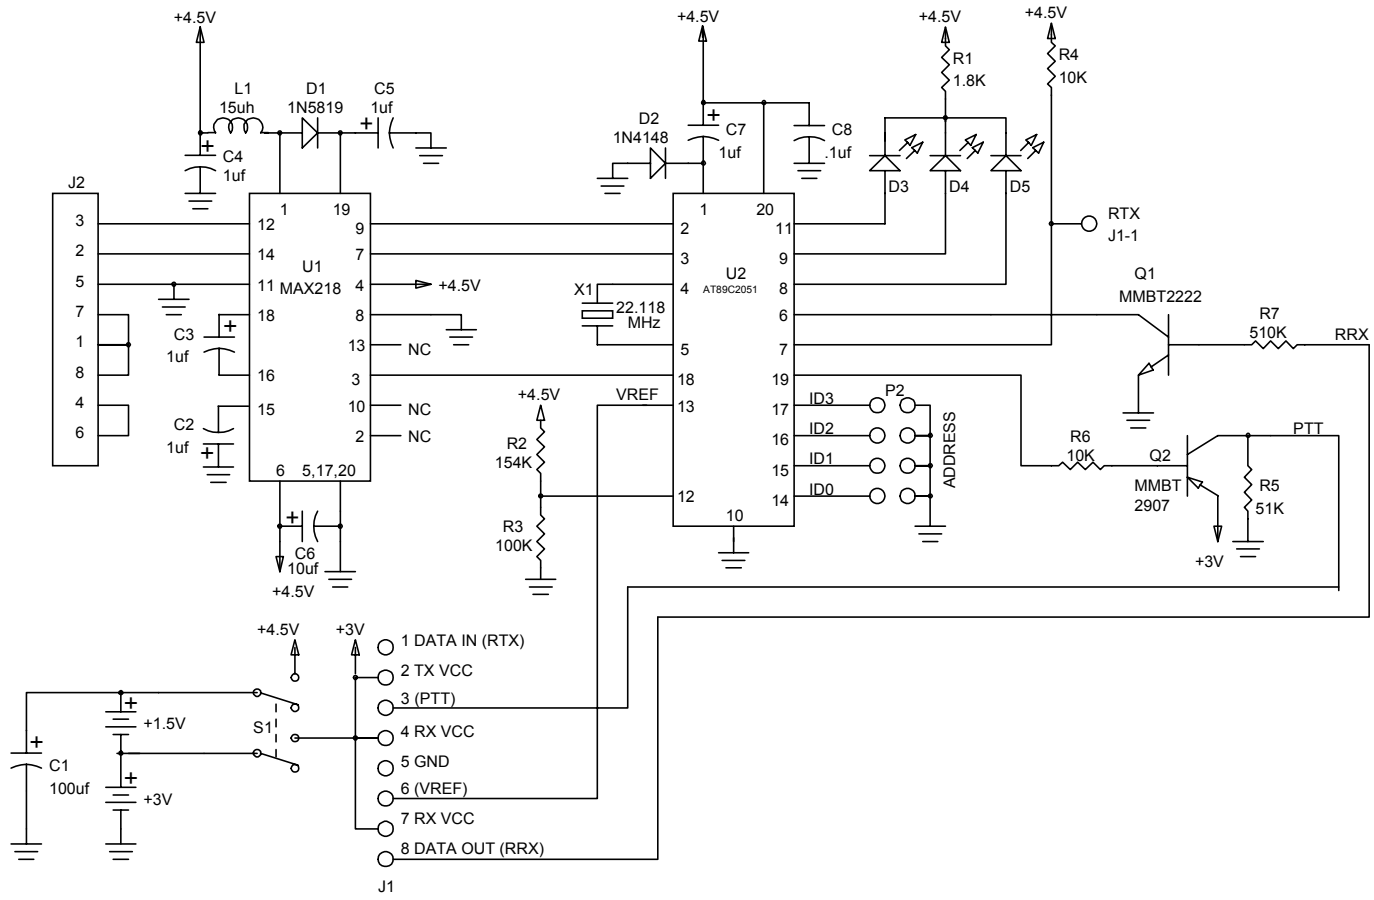 +4.5V
+4.5V
+4.5V
+4.5V
L1
15uh
D1
1N5819
C5
1uf
+
+
C4
1uf
D2
1N4148
+
C7
1uf
C8
.1uf
R1
1.8K
R4
10K
D3
D4
D5
RTX
J1-1
J2
3
2
5
7
1
8
4
6
1
19
12
14
11
18
16
15
6
5,17,20
9
7
4
8
13
3
10
2
U1
MAX218
+4.5V
NC
NC
NC
C3
1uf
+
C2
1uf
+
+
C6
10uf
+4.5V
X1
22.118
MHz
+4.5V
R2
154K
R3
100K
VREF
1
20
2
3
4
5
18
13
12
10
11
9
8
6
7
19
17
16
15
14
U2
AT89C2051
ID3
ID2
ID1
ID0
P2
ADDRESS
Q1
MMBT2222
R7
510K
RRX
R6
10K
Q2
MMBT
2907
PTT
R5
51K
+3V
+4.5V
+3V
S1
+
+1.5V
+
+3V
+
C1
100uf
1 DATA IN (RTX)
2 TX VCC
3 (PTT)
4 RX VCC
5 GND
6 (VREF)
7 RX VCC
8 DATA OUT (RRX)
J1